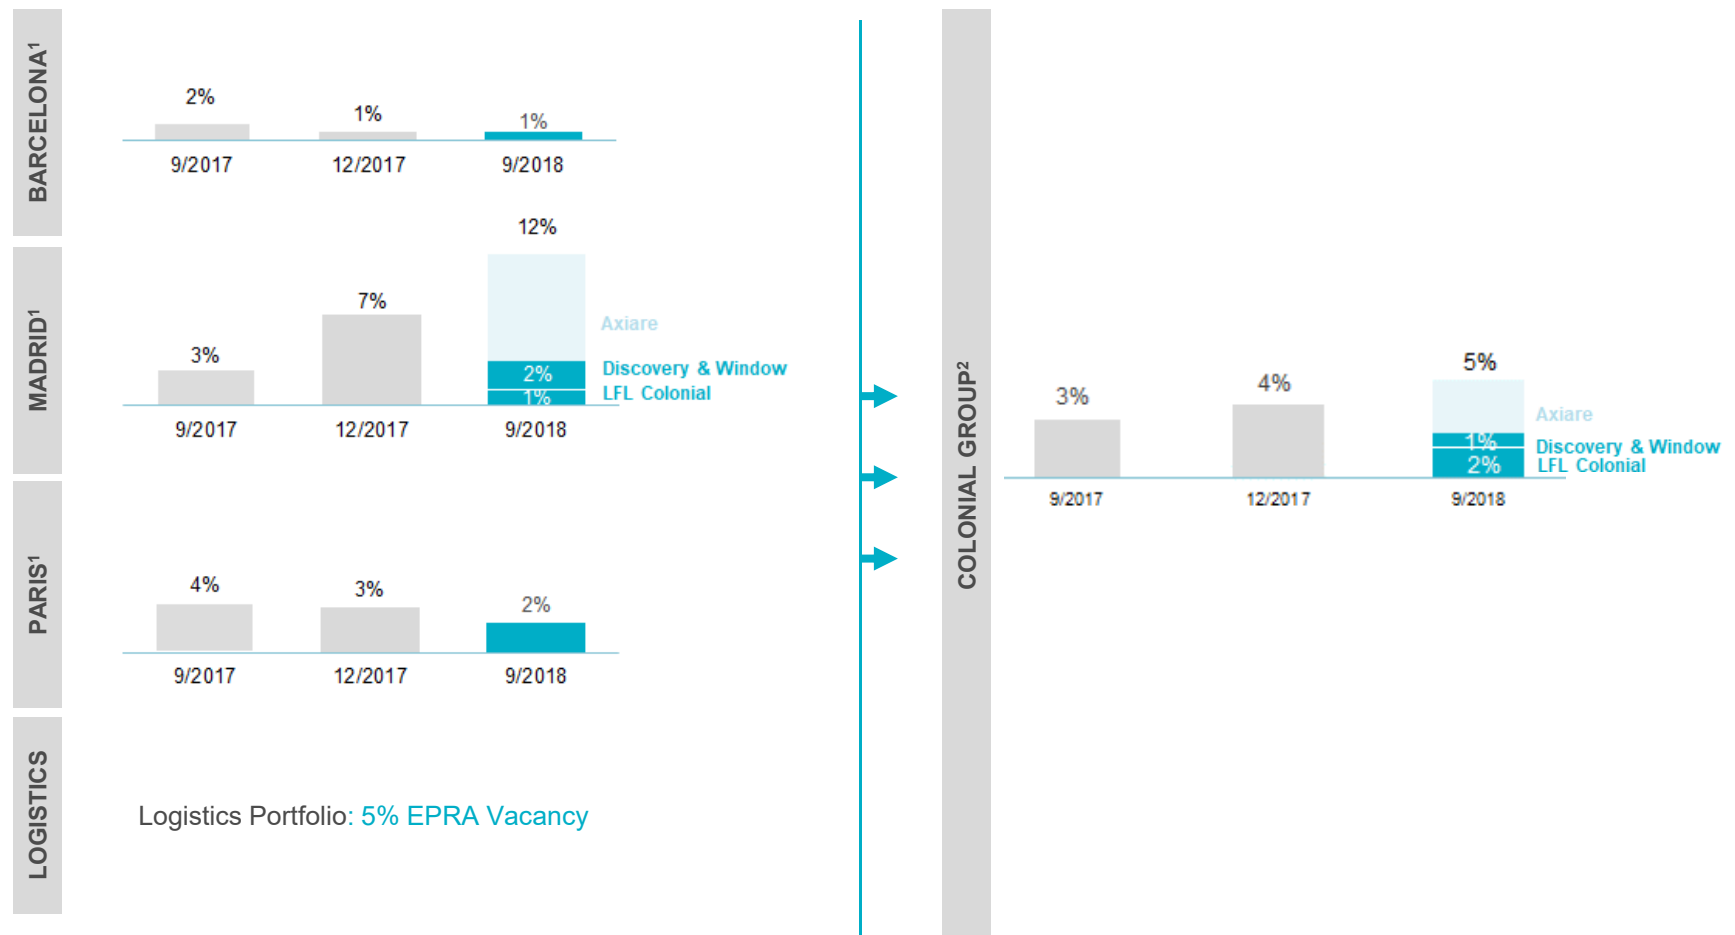 BARCELONA¹
2%
1%
1%
9/2017
12/2017
9/2018
MADRID¹
12%
7%
3%
Axiare
2%
Discovery & Window
1%
LFL Colonial
9/2017
12/2017
9/2018
PARIS¹
4%
3%
2%
9/2017
12/2017
9/2018
LOGISTICS
Logistics Portfolio: 5% EPRA Vacancy
COLONIAL GROUP²
5%
4%
3%
Axiare
1%
Discovery & Window
2%
LFL Colonial
9/2017
12/2017
9/2018